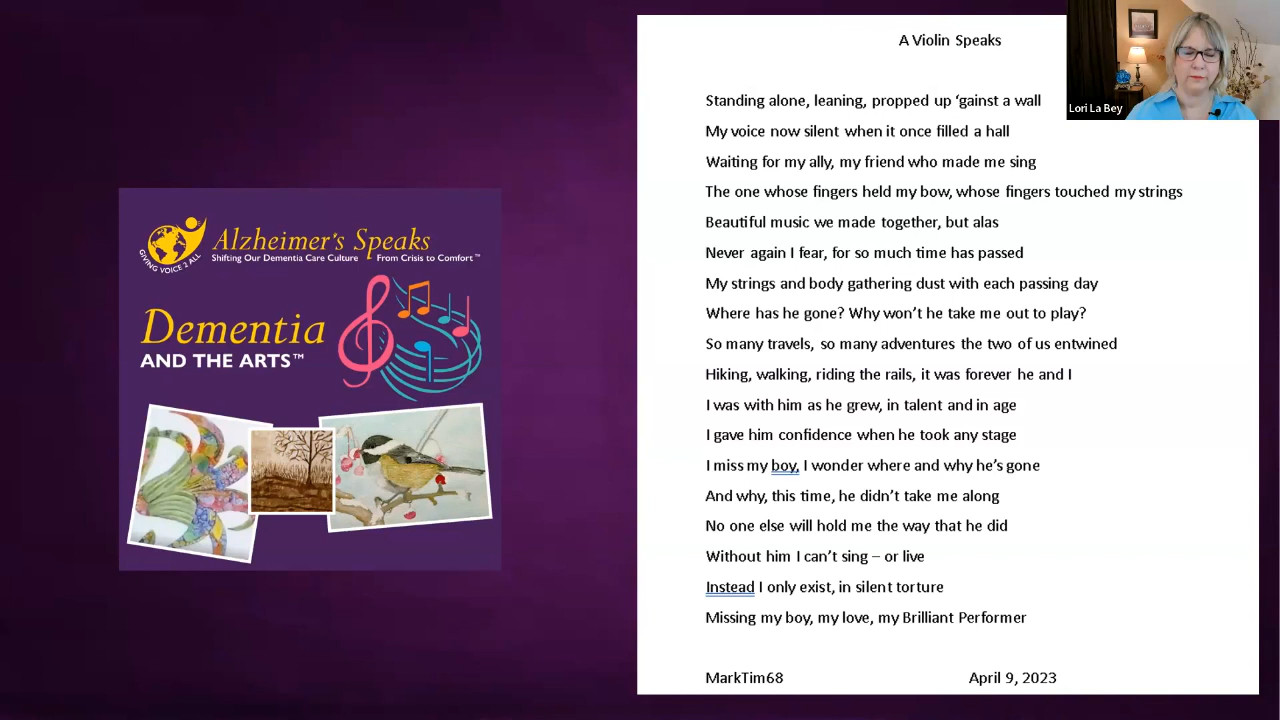 A Violin Speaks
Standing alone, leaning, propped up ‘gainst a wall
My voice now silent when it once filled a hall
Waiting for my ally, my friend who made me sing
The one whose fingers held my bow, whose fingers touched my strings
Beautiful music we made together, but alas
Never again I fear, for so much time has passed
My strings and body gathering dust with each passing day
Where has he gone? Why won’t he take me out to play?
So many travels, so many adventures the two of us entwined
Hiking, walking, riding the rails, it was forever he and I
I was with him as he grew, in talent and in age
I gave him confidence when he took any stage
I miss my boy, I wonder where and why he’s gone
And why, this time, he didn’t take me along
No one else will hold me the way that he did
Without him I can’t sing – or live
Instead I only exist, in silent torture
Missing my boy, my love, my Brilliant Performer
MarkTim68 April 9, 2023
Lori La Bey
GIVING VOICE 2 ALL
Alzheimer's Speaks
Shifting Our Dementia Care Culture From Crisis to Comfort™
Dementia
AND THE ARTS™